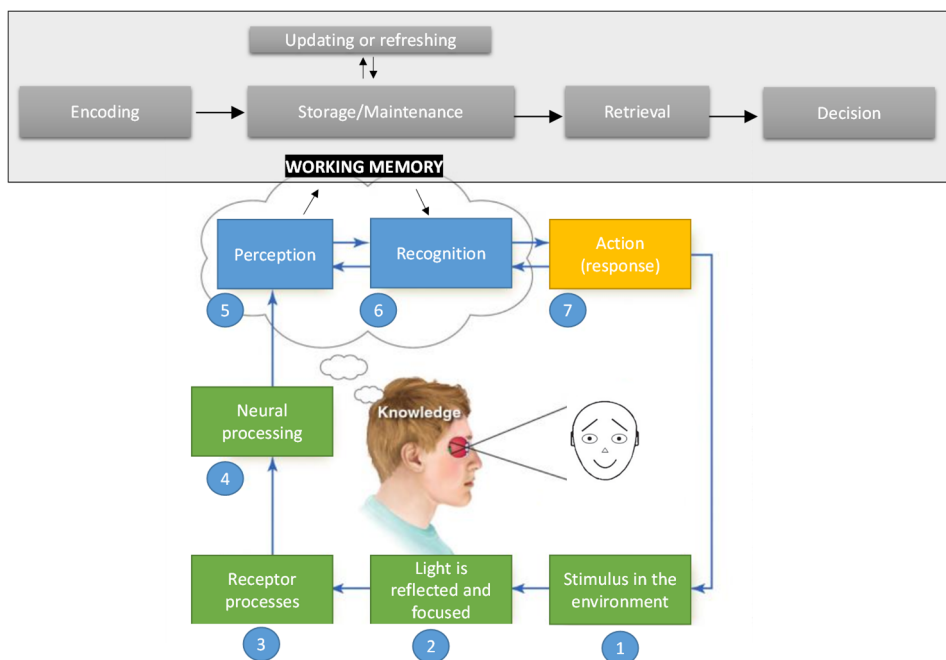 Updating or refreshing
Encoding
Storage/Maintenance
Retrieval
Decision
WORKING MEMORY
Perception
Recognition
Action
(response)
5
6
7
Neural
processing
Knowledge
4
Receptor
processes
Light is
reflected and
focused
Stimulus in the
environment
3
2
1